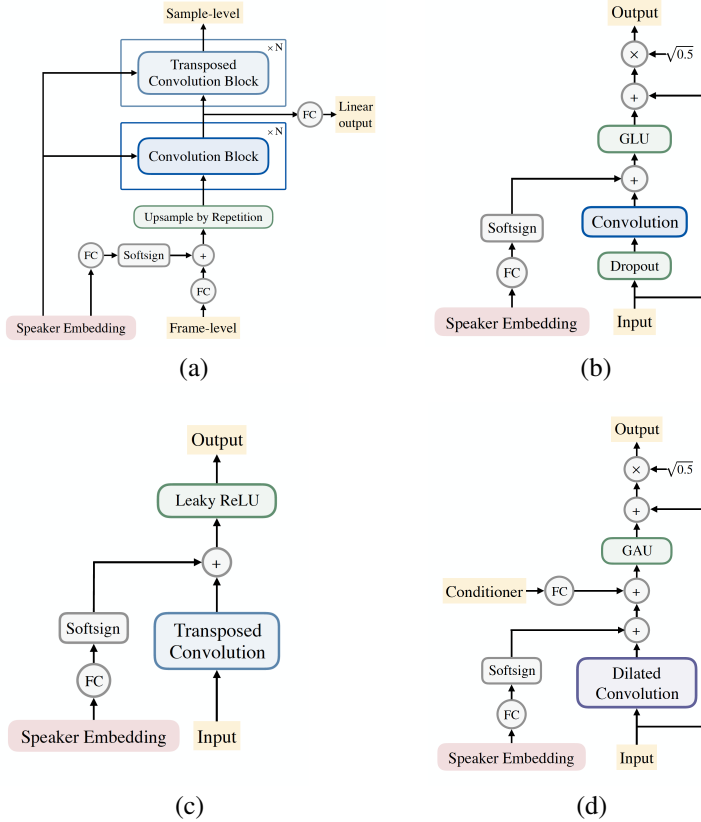 Sample-level
× N
Transposed
Convolution Block
FC
Linear
output
× N
Convolution Block
Upsample by Repetition
FC
Softsign
+
FC
Speaker Embedding
Frame-level
(a)
Output
×
√0.5
+
GLU
+
Softsign
Convolution
FC
Dropout
Speaker Embedding
Input
(b)
Output
Leaky ReLU
+
Softsign
Transposed
Convolution
FC
Speaker Embedding
Input
(c)
Output
×
√0.5
+
GAU
Conditioner
FC
+
+
Softsign
Dilated
Convolution
FC
Speaker Embedding
Input
(d)